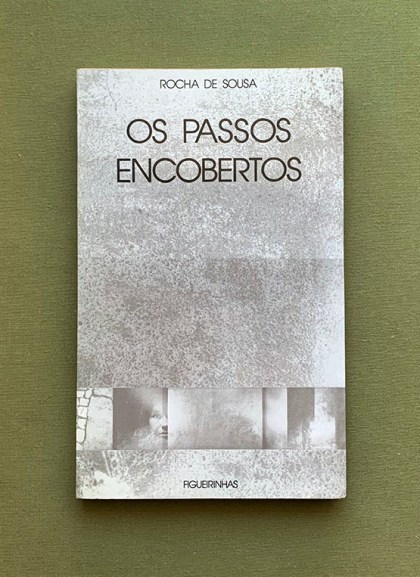 ROCHA DE SOUSA
OS PASSOS
ENCOBERTOS
FIGUEIRINHAS